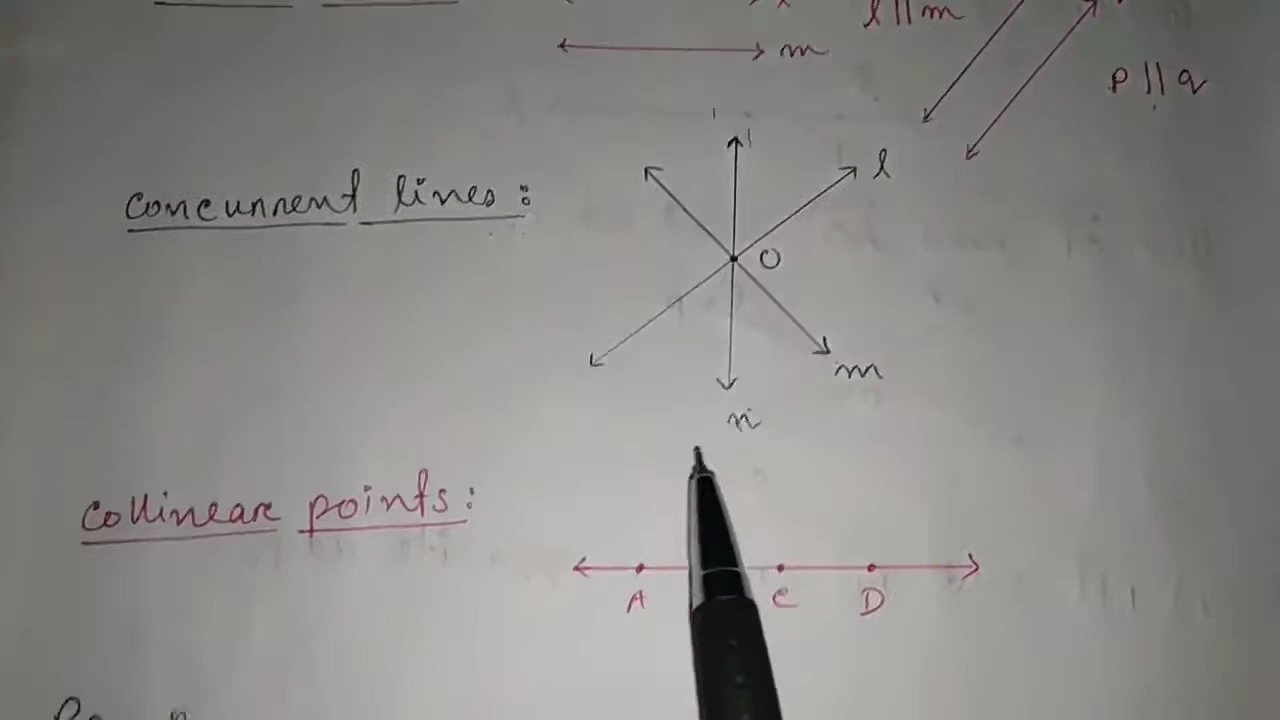 l || m
m
p || q
l
concurrent lines:
O
m
n
collinear points:
A C D